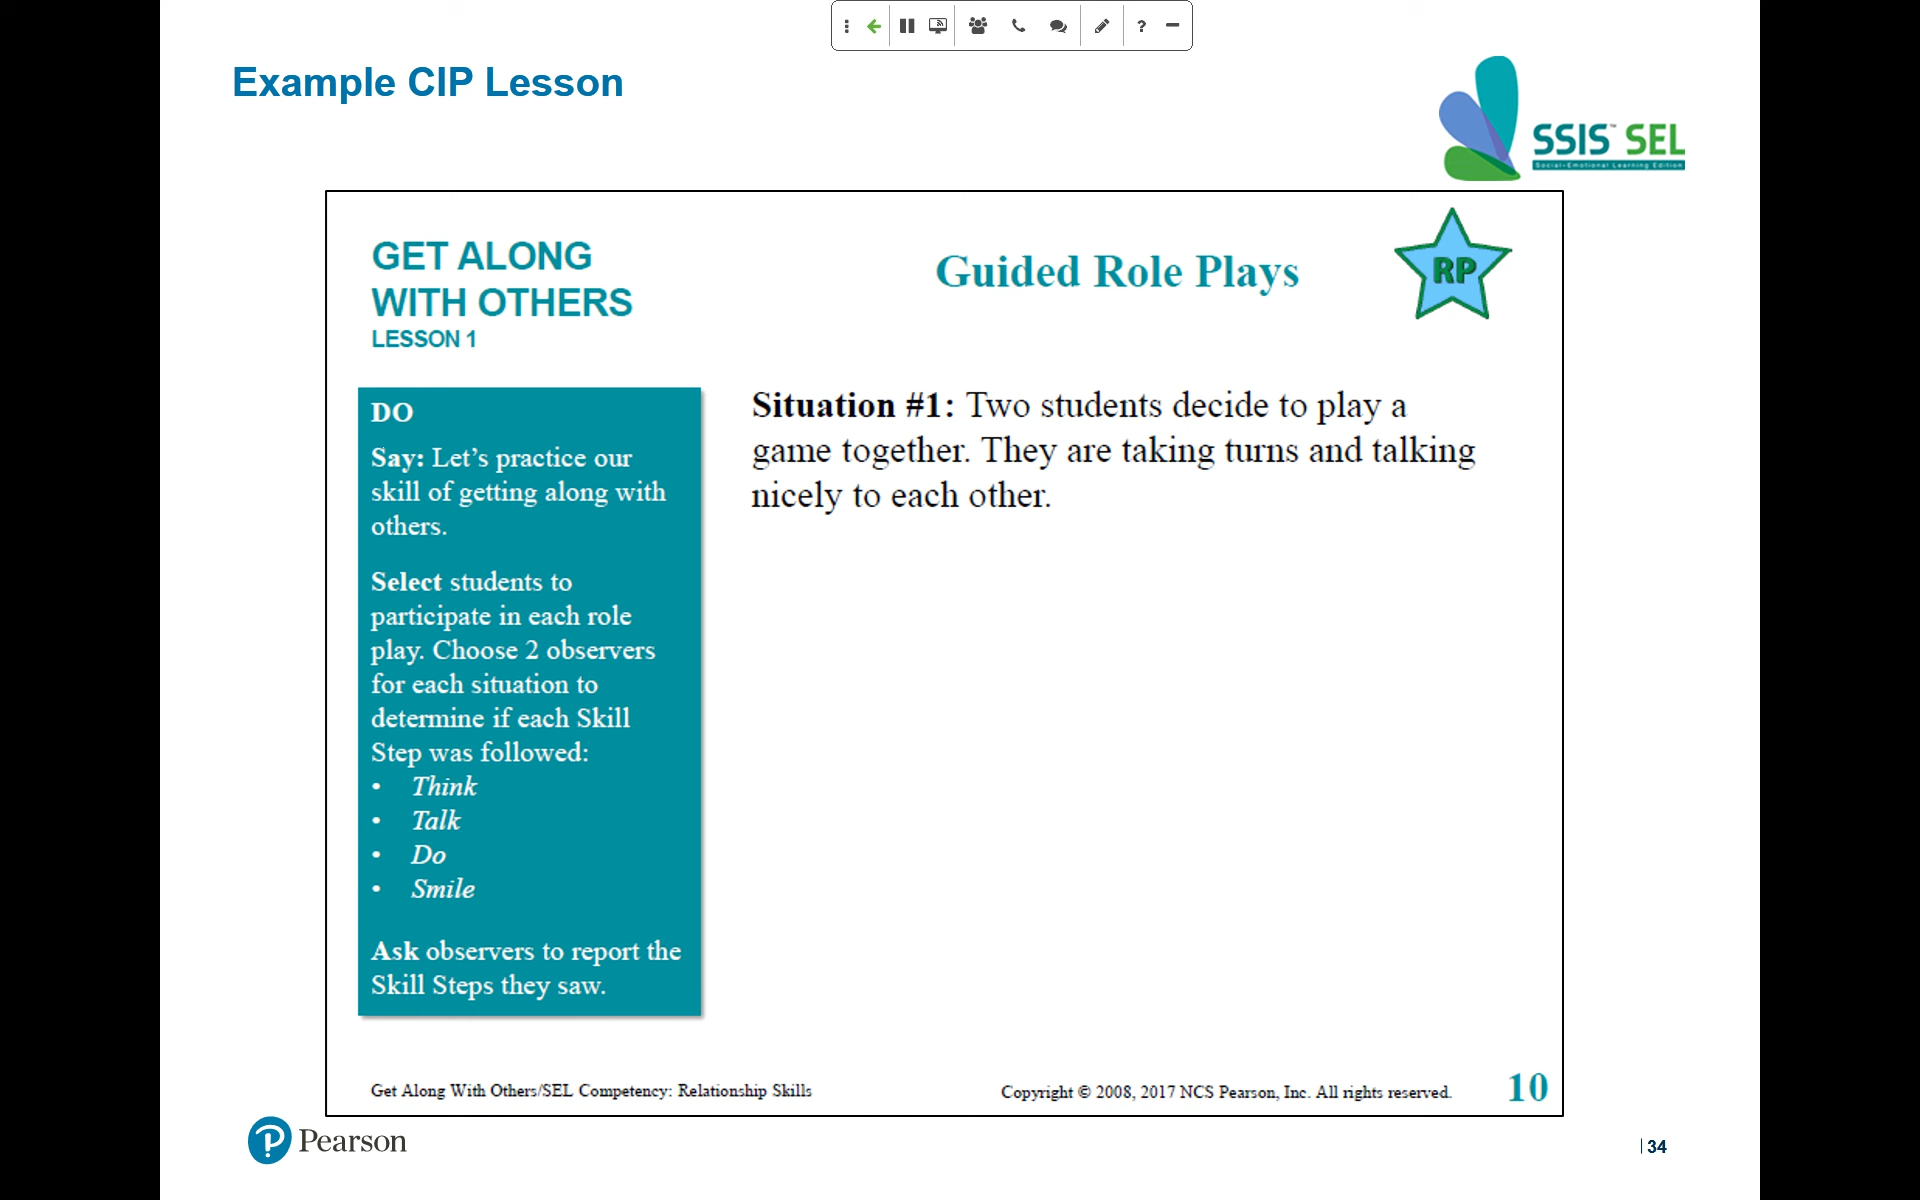 Example CIP Lesson
SSIS™ SEL
Social-Emotional Learning Edition
GET ALONG
WITH OTHERS
LESSON 1
Guided Role Plays
RP
DO
Say: Let’s practice our
skill of getting along with
others.
Select students to
participate in each role
play. Choose 2 observers
for each situation to
determine if each Skill
Step was followed:
• Think
• Talk
• Do
• Smile
Ask observers to report the
Skill Steps they saw.
Situation #1: Two students decide to play a
game together. They are taking turns and talking
nicely to each other.
Get Along With Others/SEL Competency: Relationship Skills
Copyright © 2008, 2017 NCS Pearson, Inc. All rights reserved.
10
Pearson
| 34